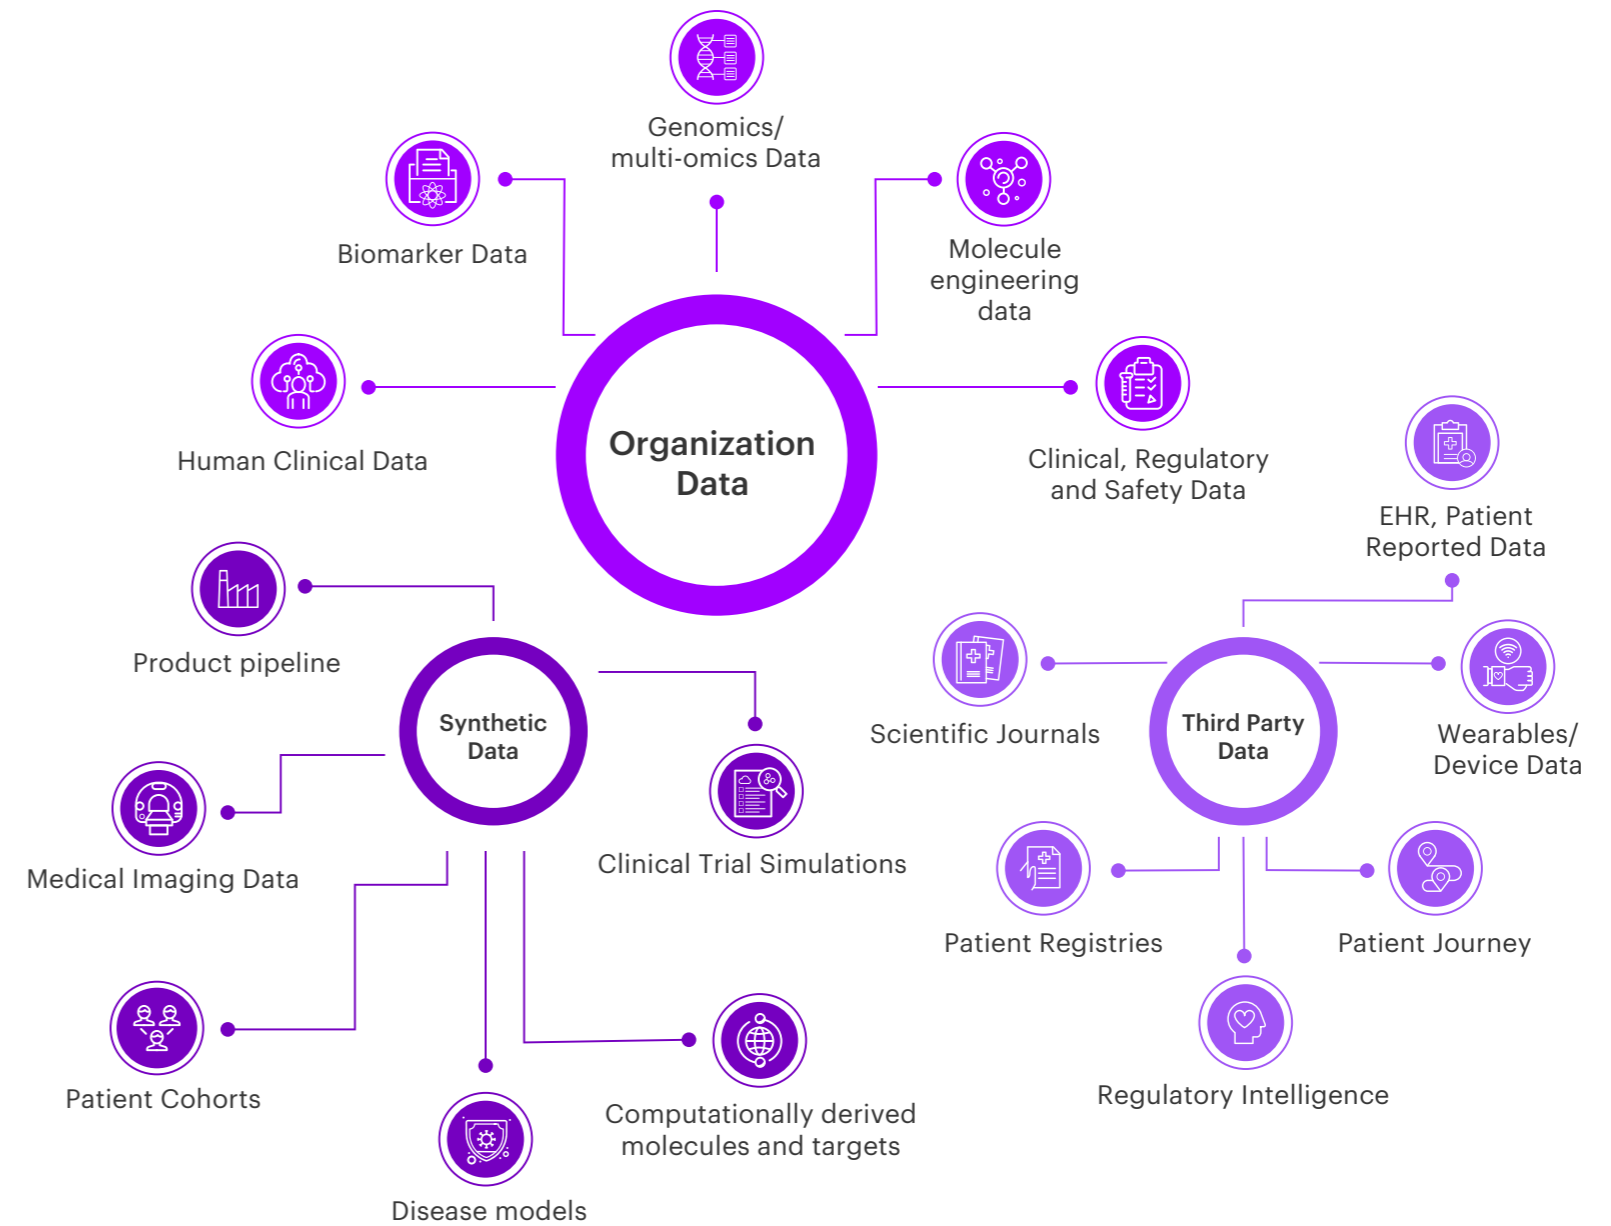 Genomics/
multi-omics Data
Biomarker Data
Molecule
engineering
data
Human Clinical Data
Organization
Data
Clinical, Regulatory
and Safety Data
EHR, Patient
Reported Data
Product pipeline
Synthetic
Data
Scientific Journals
Third Party
Data
Wearables/
Device Data
Medical Imaging Data
Clinical Trial Simulations
Patient Registries
Patient Journey
Patient Cohorts
Computationally derived
molecules and targets
Regulatory Intelligence
Disease models